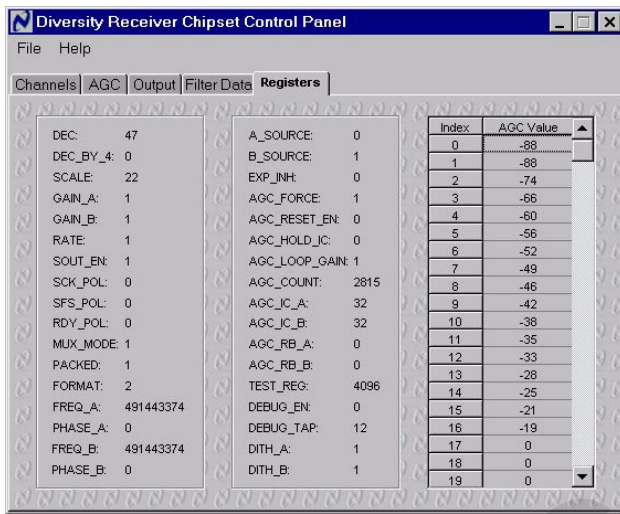 Diversity Receiver Chipset Control Panel
File Help
Channels AGC Output Filter Data Registers
DEC: 47
DEC_BY_4: 0
SCALE: 22
GAIN_A: 1
GAIN_B: 1
RATE: 1
SOUT_EN: 1
SCK_POL: 0
SFS_POL: 0
RDY_POL: 0
MUX_MODE: 1
PACKED: 1
FORMAT: 2
FREQ_A: 491443374
PHASE_A: 0
FREQ_B: 491443374
PHASE_B: 0
A_SOURCE: 0
B_SOURCE: 1
EXP_INH: 0
AGC_FORCE: 1
AGC_RESET_EN: 0
AGC_HOLD_IC: 0
AGC_LOOP_GAIN: 1
AGC_COUNT: 2815
AGC_IC_A: 32
AGC_IC_B: 32
AGC_RB_A: 0
AGC_RB_B: 0
TEST_REG: 4096
DEBUG_EN: 0
DEBUG_TAP: 12
DITH_A: 1
DITH_B: 1
Index AGC Value
0 -88
1 -88
2 -74
3 -66
4 -60
5 -56
6 -52
7 -49
8 -46
9 -42
10 -38
11 -35
12 -33
13 -28
14 -25
15 -21
16 -19
17 0
18 0
19 0